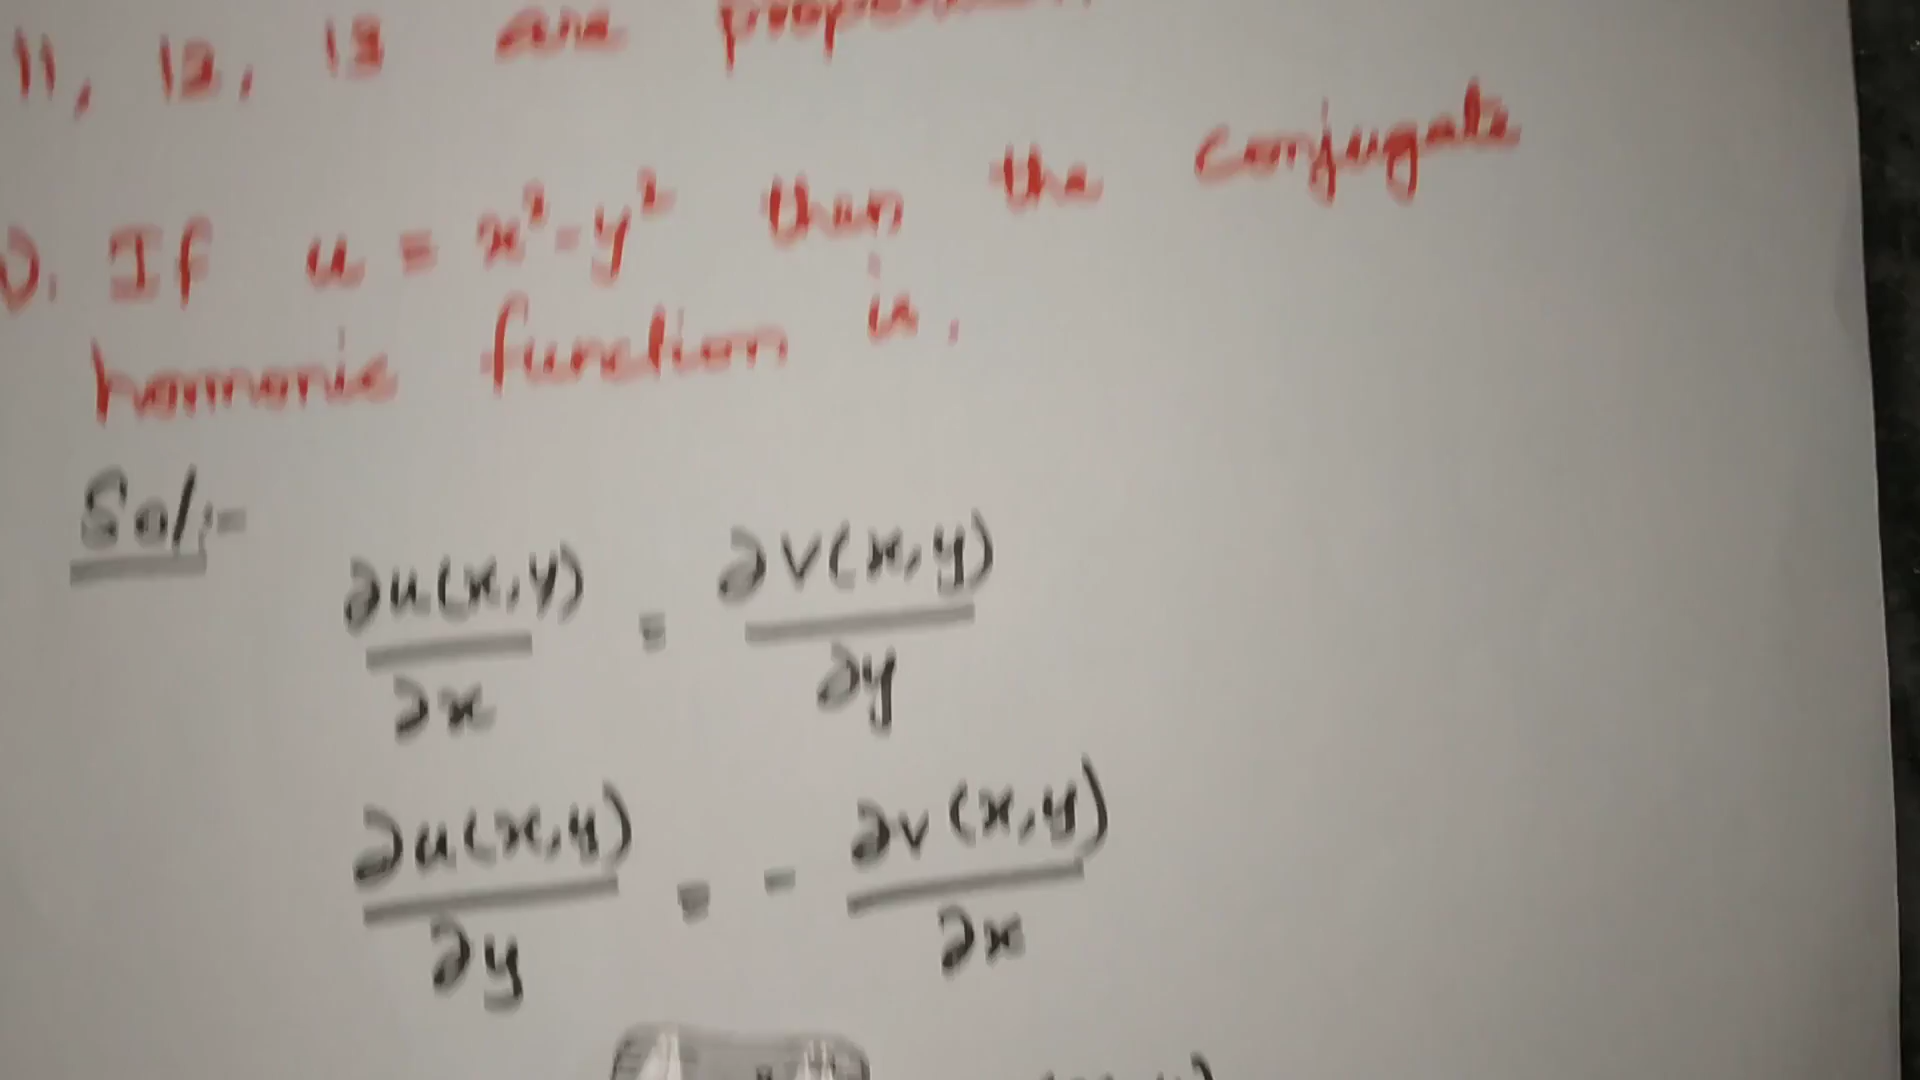 11, 12, 13 are
). If u = x² - y² then the conjugate
harmonic function is,
Sol:-
∂u(x,y)/∂x = ∂v(x,y)/∂y
∂u(x,y)/∂y = - ∂v(x,y)/∂x